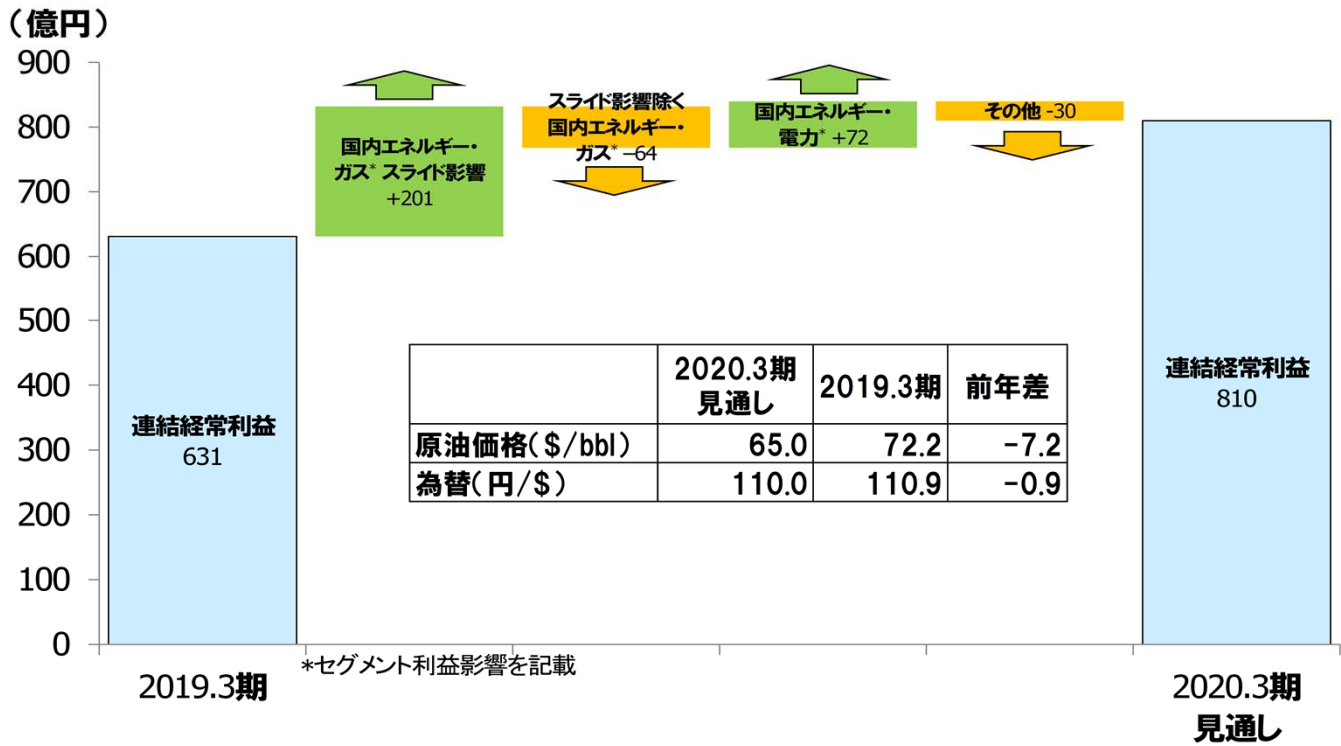 (億円)
900
800
700
600
500
400
300
200
100
0
連結経常利益
631
国内エネルギー・
ガス* スライド影響
+201
スライド影響除く
国内エネルギー・
ガス* −64
国内エネルギー・
電力* +72
その他 -30
連結経常利益
810
2020.3期 2019.3期 前年差
見通し
原油価格($/bbl) 65.0 72.2 -7.2
為替(円/$) 110.0 110.9 -0.9
*セグメント利益影響を記載
2019.3期
2020.3期
見通し